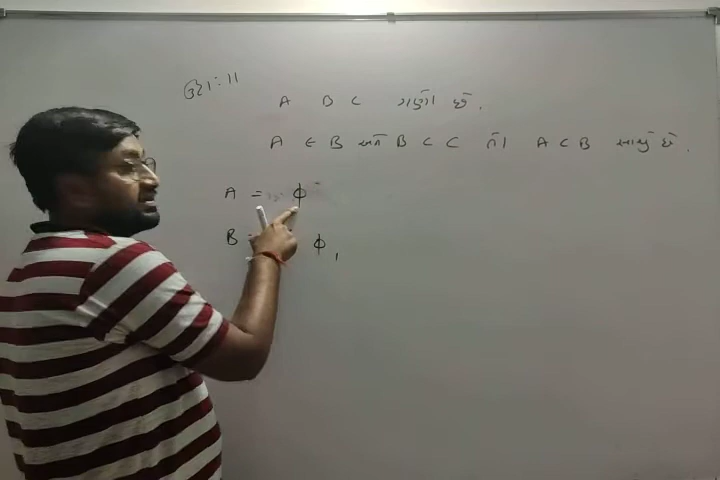 ઉદા : 11
A B C ગણો છે.
A ∈ B અને B ⊂ C તો A ⊂ B સાચું છે.
A = ϕ
B ϕ ,